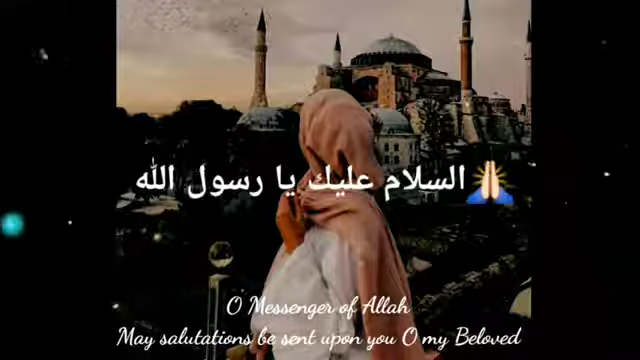 السلام عليك يا رسول الله 🙏
O Messenger of Allah
May salutations be sent upon you O my Beloved